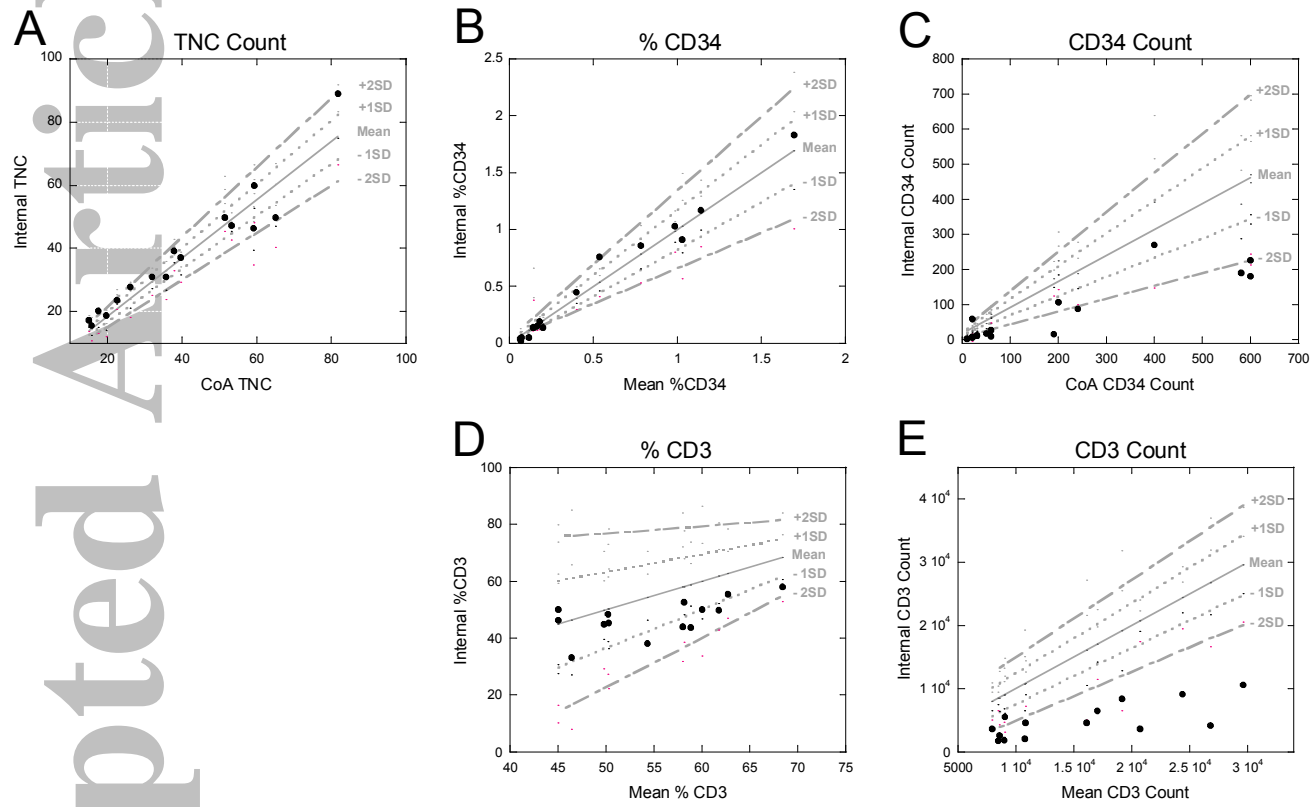 A
TNC Count
100
80
60
40
20
20
40
60
80
100
Internal TNC
CoA TNC
+2SD
+1SD
Mean
- 1SD
- 2SD
B
% CD34
2.5
2
1.5
1
0.5
0
0
0.5
1
1.5
2
Internal %CD34
Mean %CD34
+2SD
+1SD
Mean
- 1SD
- 2SD
C
CD34 Count
800
700
600
500
400
300
200
100
0
0
100
200
300
400
500
600
700
Internal CD34 Count
CoA CD34 Count
+2SD
+1SD
Mean
- 1SD
- 2SD
D
% CD3
100
80
60
40
20
0
40
45
50
55
60
65
70
75
Internal %CD3
Mean % CD3
+2SD
+1SD
Mean
- 1SD
- 2SD
E
CD3 Count
4 10⁴
3 10⁴
2 10⁴
1 10⁴
0
5000
1 10⁴
1.5 10⁴
2 10⁴
2.5 10⁴
3 10⁴
Internal CD3 Count
Mean CD3 Count
+2SD
+1SD
Mean
- 1SD
- 2SD
pted Artic